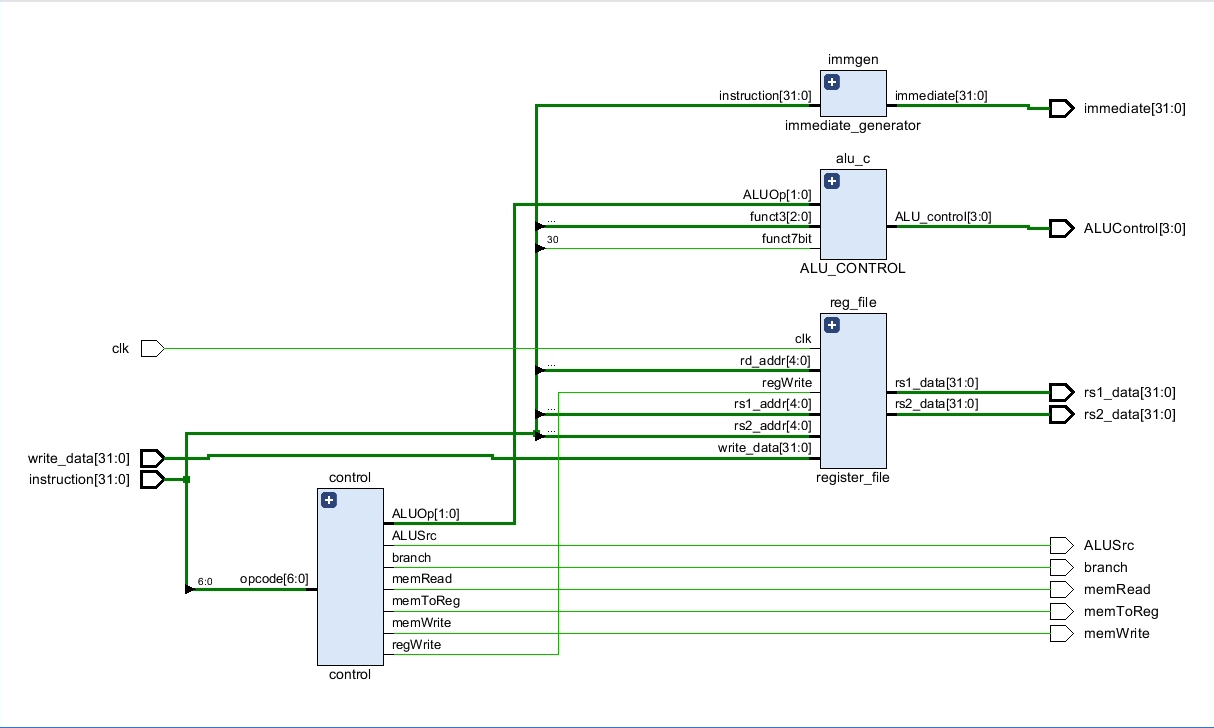 immgen
instruction[31:0]
immediate[31:0]
immediate[31:0]
immediate_generator
alu_c
ALUOp[1:0]
...
funct3[2:0]
ALU_control[3:0]
ALUControl[3:0]
30
funct7bit
ALU_CONTROL
reg_file
clk
clk
...
rd_addr[4:0]
regWrite
rs1_data[31:0]
rs1_data[31:0]
...
rs1_addr[4:0]
rs2_data[31:0]
rs2_data[31:0]
...
rs2_addr[4:0]
write_data[31:0]
write_data[31:0]
instruction[31:0]
register_file
control
ALUOp[1:0]
ALUSrc
ALUSrc
branch
branch
6:0
opcode[6:0]
memRead
memRead
memToReg
memToReg
memWrite
memWrite
regWrite
control